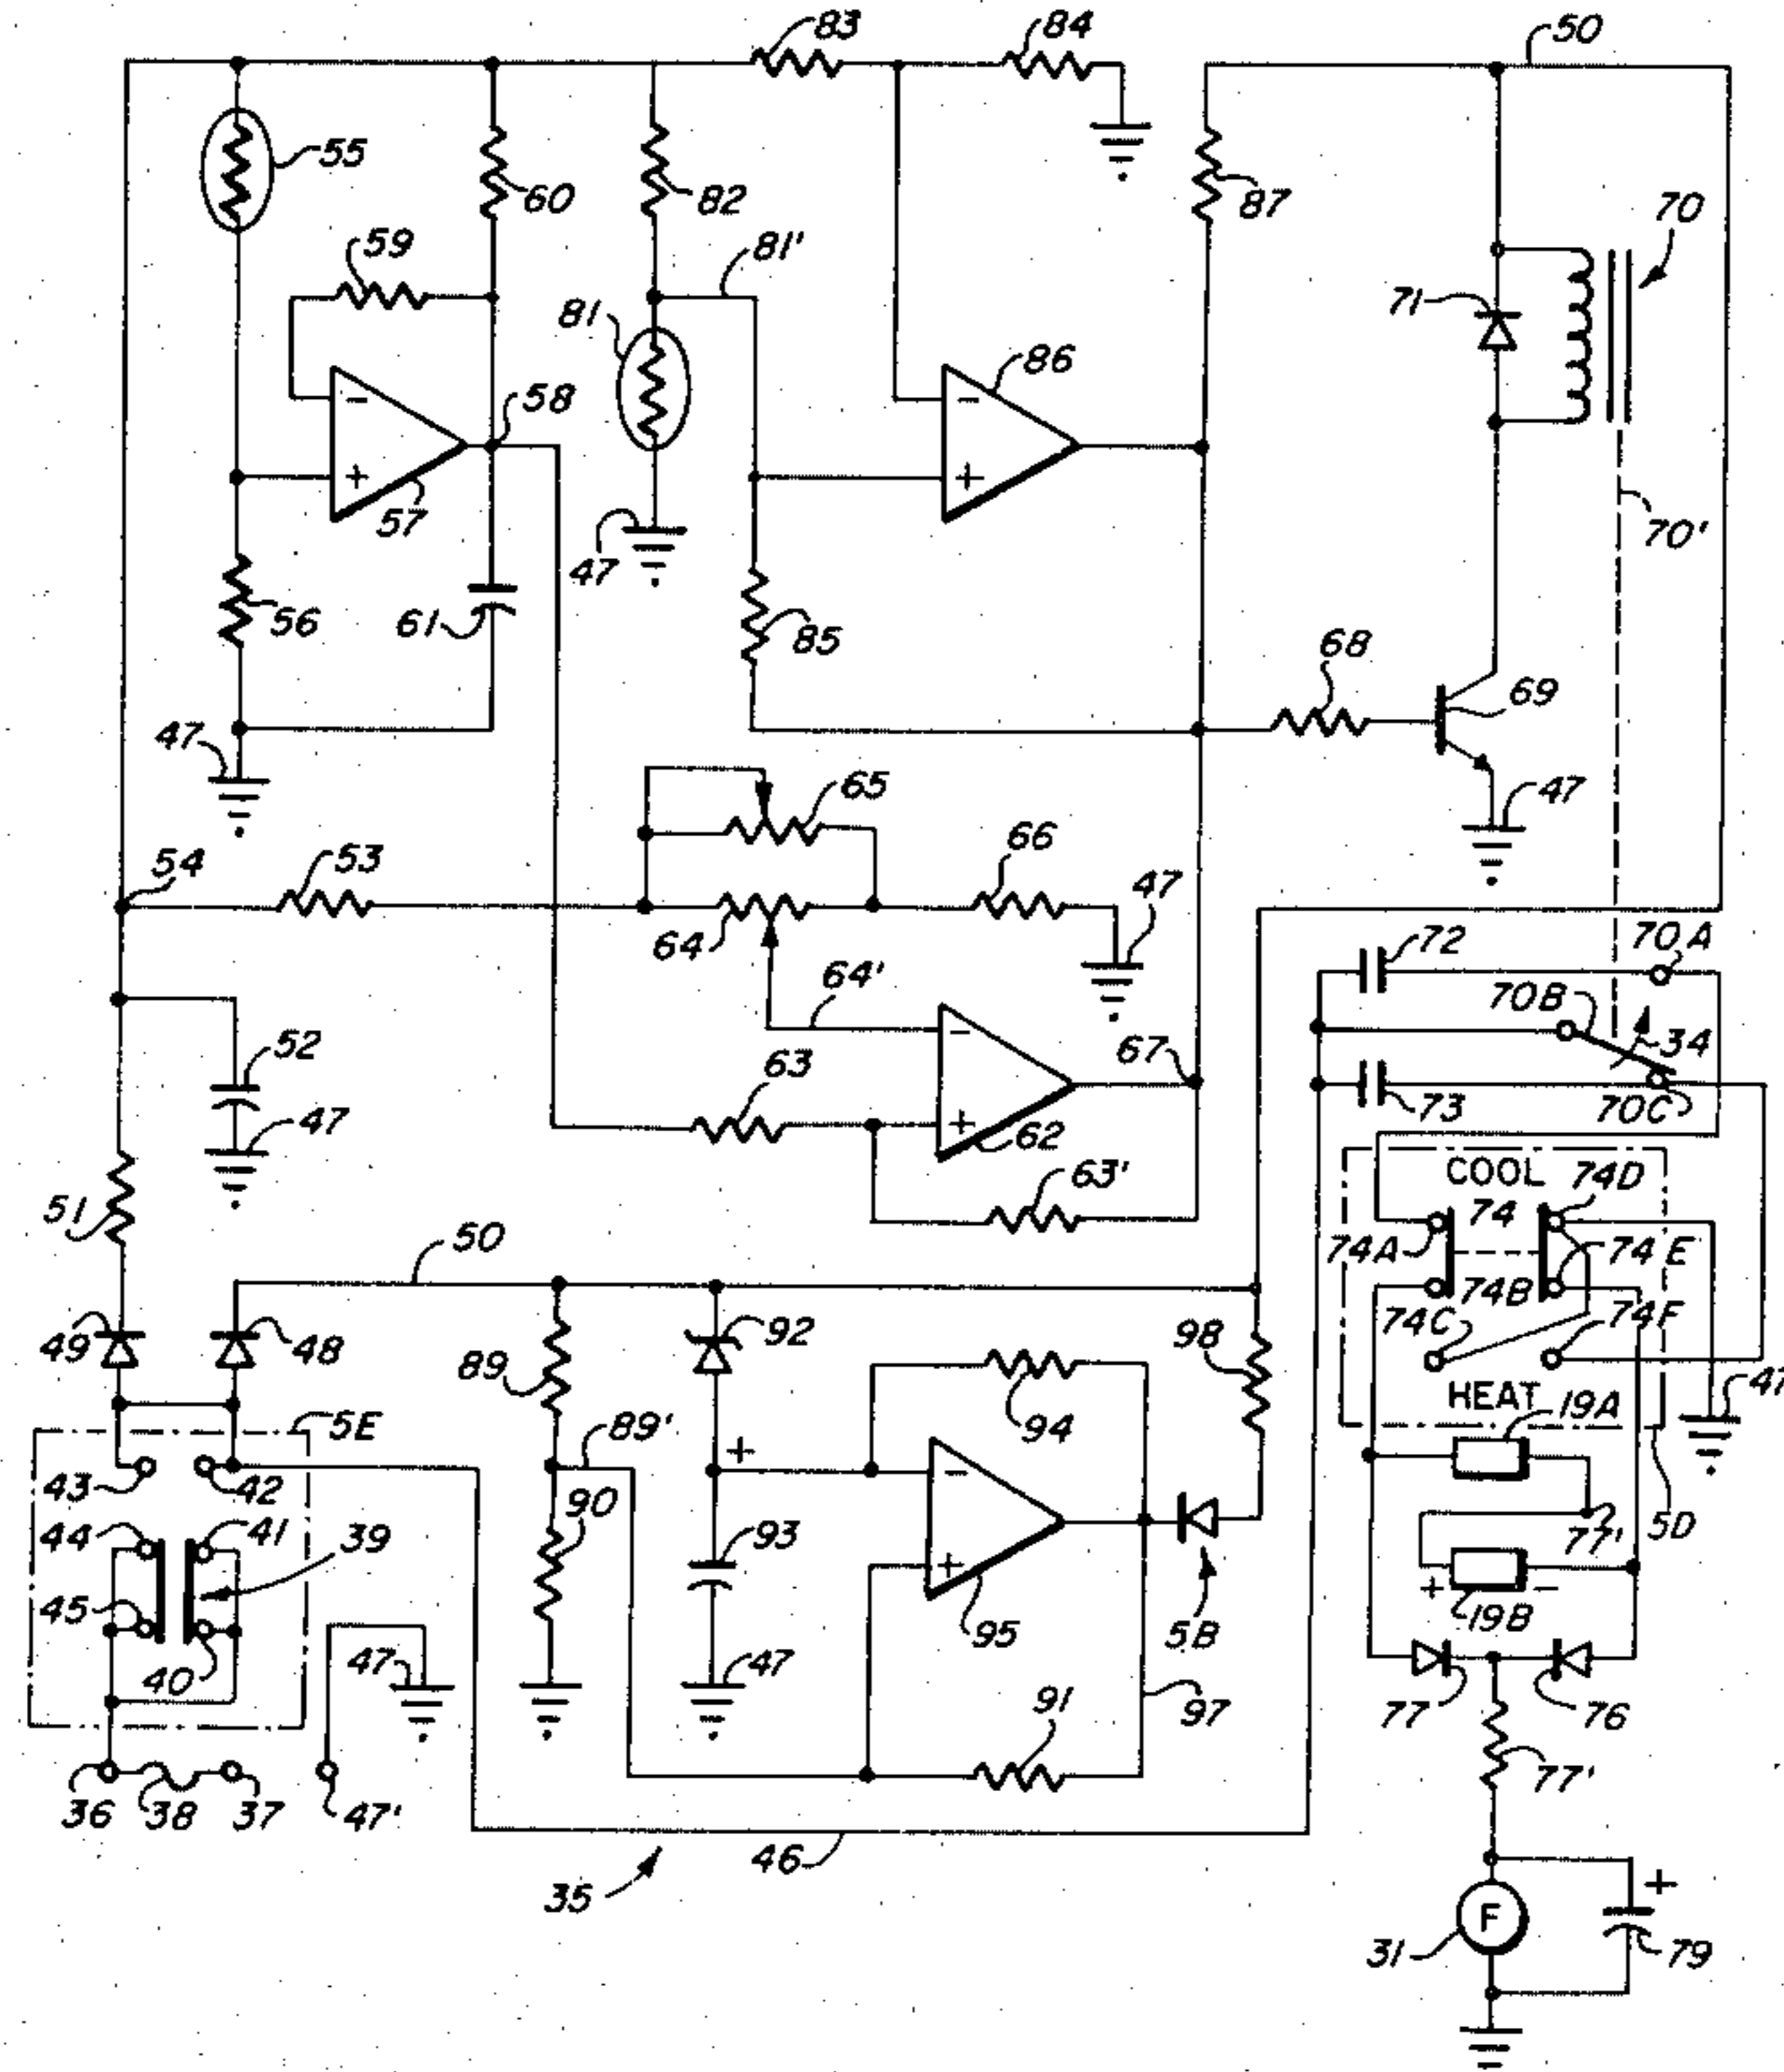 83 84 50
55 60 82 87 70
59 81'
81 71
58 86
- -
+ +
57 47 70'
56 61 85 68
69
47 65 47
54 53 66 47
64 72 70A
64' 70B
52 - 67 34
63 73 70C
47 + 62
COOL 74D
51 63' 74
50 74A 74E
74B
49 48 92 98 74C 74F
89 47
94 HEAT 19A
5E 89' +
43 42 90 -
44 41 39 93 77' 5D
45 + + -
40 47 95 5B 19B
47 91 97 77 76
36 38 37 47' 77'
46
35
+
F
31 79